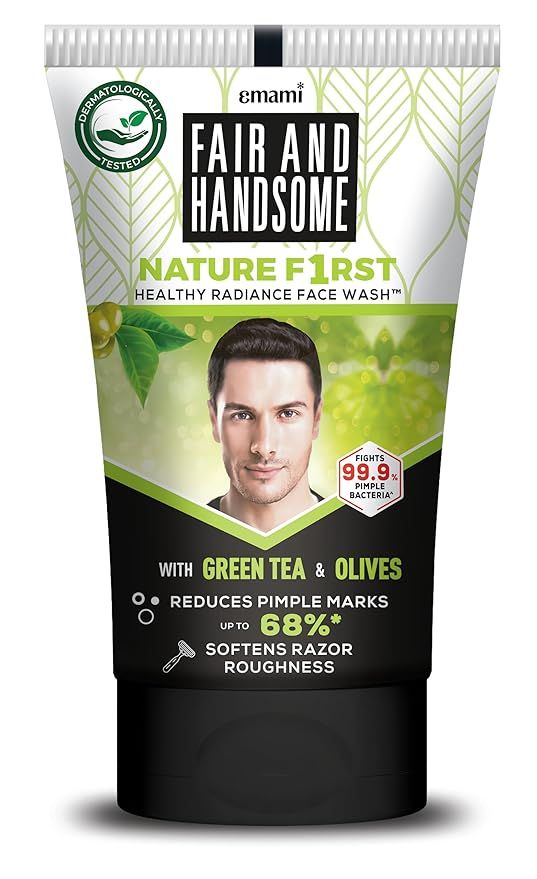 εmami*
DERMATOLOGICALLY
TESTED
FAIR AND
HANDSOME
NATURE F1RST
HEALTHY RADIANCE FACE WASH™
FIGHTS
99.9%
PIMPLE
BACTERIA^
WITH GREEN TEA & OLIVES
REDUCES PIMPLE MARKS
UP TO 68%*
SOFTENS RAZOR
ROUGHNESS